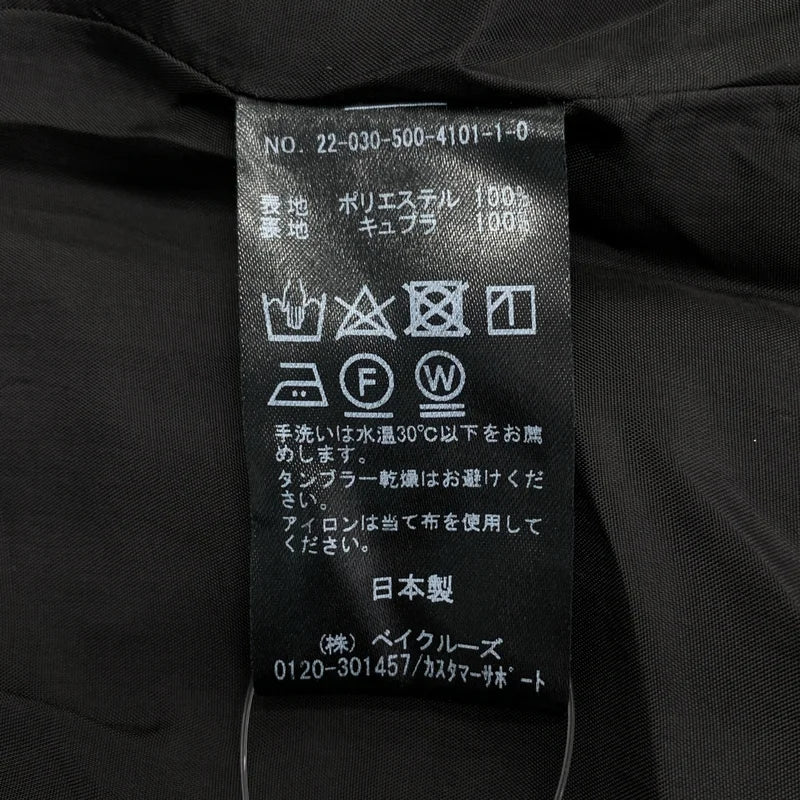 NO. 22-030-500-4101-1-0
表地 ポリエステル 100%
裏地 キュプラ 100%
F W
手洗いは水温30℃以下をお薦
めします。
タンブラー乾燥はお避けくだ
さい。
アイロンは当て布を使用して
ください。
日本製
(株) ベイクルーズ
0120-301457/カスタマーサポート